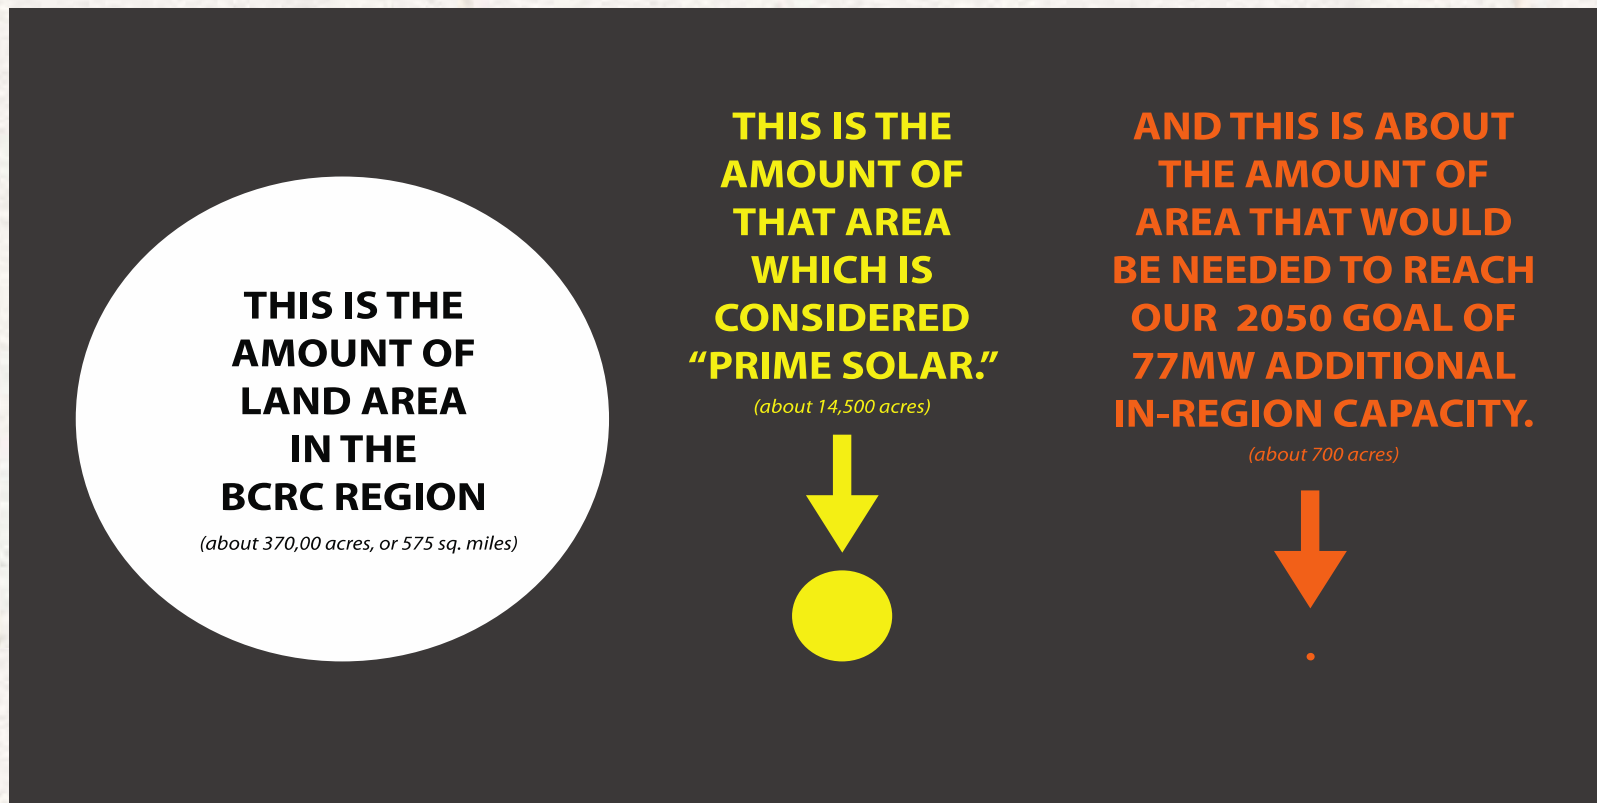 THIS IS THE
AMOUNT OF
LAND AREA
IN THE
BCRC REGION
(about 370,00 acres, or 575 sq. miles)
THIS IS THE
AMOUNT OF
THAT AREA
WHICH IS
CONSIDERED
“PRIME SOLAR.”
(about 14,500 acres)
AND THIS IS ABOUT
THE AMOUNT OF
AREA THAT WOULD
BE NEEDED TO REACH
OUR 2050 GOAL OF
77MW ADDITIONAL
IN-REGION CAPACITY.
(about 700 acres)